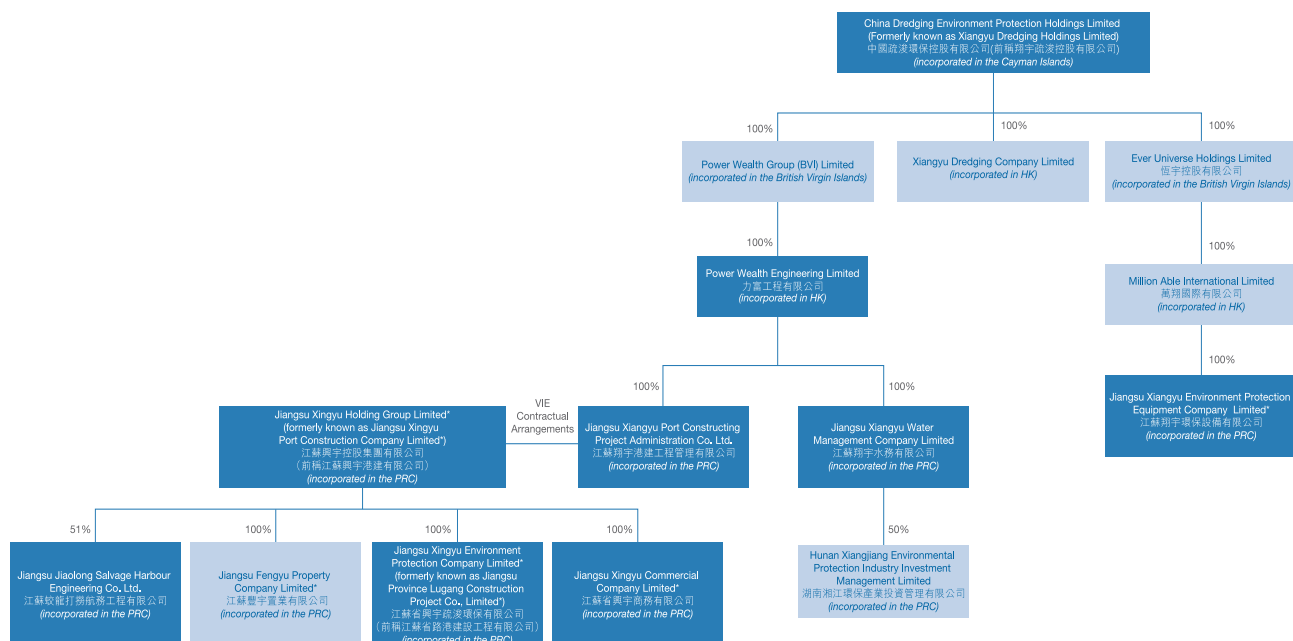 China Dredging Environment Protection Holdings Limited
(Formerly known as Xiangyu Dredging Holdings Limited)
中國疏浚環保控股有限公司(前稱翔宇疏浚控股有限公司)
(incorporated in the Cayman Islands)
100%
100%
100%
Power Wealth Group (BVI) Limited
(incorporated in the British Virgin Islands)
Xiangyu Dredging Company Limited
(incorporated in HK)
Ever Universe Holdings Limited
恆宇控股有限公司
(incorporated in the British Virgin Islands)
100%
100%
Power Wealth Engineering Limited
力富工程有限公司
(incorporated in HK)
Million Able International Limited
萬翔國際有限公司
(incorporated in HK)
100%
100%
100%
Jiangsu Xingyu Holding Group Limited*
(formerly known as Jiangsu Xingyu
Port Construction Company Limited*)
江蘇興宇控股集團有限公司
(前稱江蘇興宇港建有限公司)
(incorporated in the PRC)
VIE
Contractual
Arrangements
Jiangsu Xiangyu Port Constructing
Project Administration Co. Ltd.
江蘇翔宇港建工程管理有限公司
(incorporated in the PRC)
Jiangsu Xiangyu Water
Management Company Limited
江蘇翔宇水務有限公司
(incorporated in the PRC)
Jiangsu Xiangyu Environment Protection
Equipment Company Limited*
江蘇翔宇環保設備有限公司
(incorporated in the PRC)
51%
100%
100%
100%
50%
Jiangsu Jiaolong Salvage Harbour
Engineering Co. Ltd.
江蘇蛟龍打撈航務工程有限公司
(incorporated in the PRC)
Jiangsu Fengyu Property
Company Limited*
江蘇豐宇置業有限公司
(incorporated in the PRC)
Jiangsu Xingyu Environment
Protection Company Limited*
(formerly known as Jiangsu
Province Lugang Construction
Project Co., Limited*)
江蘇省興宇疏浚環保有限公司
(前稱江蘇省路港建設工程有限公司)
(incorporated in the PRC)
Jiangsu Xingyu Commercial
Company Limited*
江蘇省興宇商務有限公司
(incorporated in the PRC)
Hunan Xiangjiang Environmental
Protection Industry Investment
Management Limited
湖南湘江環保產業投資管理有限公司
(incorporated in the PRC)